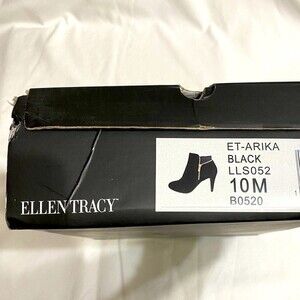 ET-ARIKA
BLACK
LLS052
10M
B0520
ELLEN TRACY